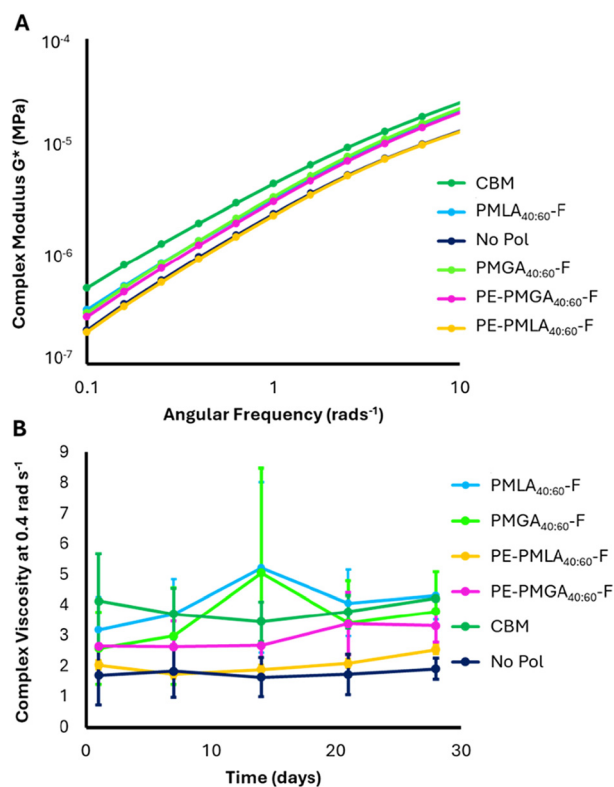 A
10⁻⁴
10⁻⁵
10⁻⁶
10⁻⁷
Complex Modulus G* (MPa)
0.1 1 10
Angular Frequency (rads⁻¹)
CBM
PMLA₄₀:₆₀-F
No Pol
PMGA₄₀:₆₀-F
PE-PMGA₄₀:₆₀-F
PE-PMLA₄₀:₆₀-F
B
9
8
7
6
5
4
3
2
1
0
Complex Viscosity at 0.4 rad s⁻¹
0 10 20 30
Time (days)
PMLA₄₀:₆₀-F
PMGA₄₀:₆₀-F
PE-PMLA₄₀:₆₀-F
PE-PMGA₄₀:₆₀-F
CBM
No Pol